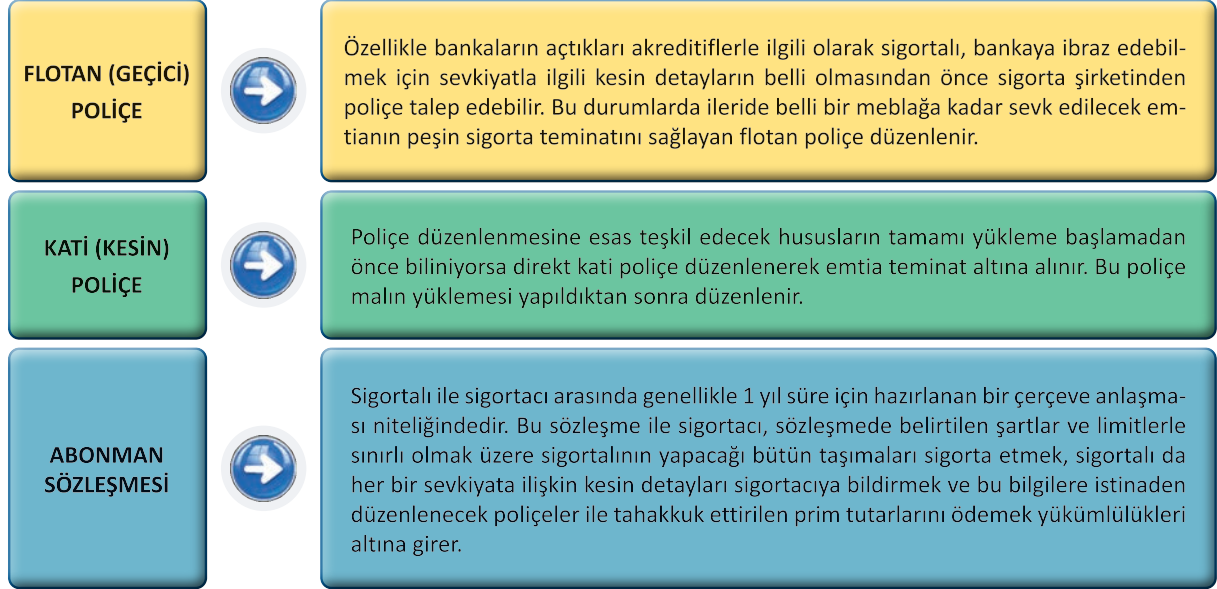 FLOTAN (GEÇİCİ)
POLİÇE
Özellikle bankaların açtıkları akreditiflerle ilgili olarak sigortalı, bankaya ibraz edebil-
mek için sevkiyatla ilgili kesin detayların belli olmasından önce sigorta şirketinden
poliçe talep edebilir. Bu durumlarda ileride belli bir meblağa kadar sevk edilecek em-
tianın peşin sigorta teminatını sağlayan flotan poliçe düzenlenir.
KATİ (KESİN)
POLİÇE
Poliçe düzenlenmesine esas teşkil edecek hususların tamamı yükleme başlamadan
önce biliniyorsa direkt kati poliçe düzenlenerek emtia teminat altına alınır. Bu poliçe
malın yüklemesi yapıldıktan sonra düzenlenir.
ABONMAN
SÖZLEŞMESİ
Sigortalı ile sigortacı arasında genellikle 1 yıl süre için hazırlanan bir çerçeve anlaşma-
sı niteliğindedir. Bu sözleşme ile sigortacı, sözleşmede belirtilen şartlar ve limitlerle
sınırlı olmak üzere sigortalının yapacağı bütün taşımaları sigorta etmek, sigortalı da
her bir sevkiyata ilişkin kesin detayları sigortacıya bildirmek ve bu bilgilere istinaden
düzenlenecek poliçeler ile tahakkuk ettirilen prim tutarlarını ödemek yükümlülükleri
altına girer.